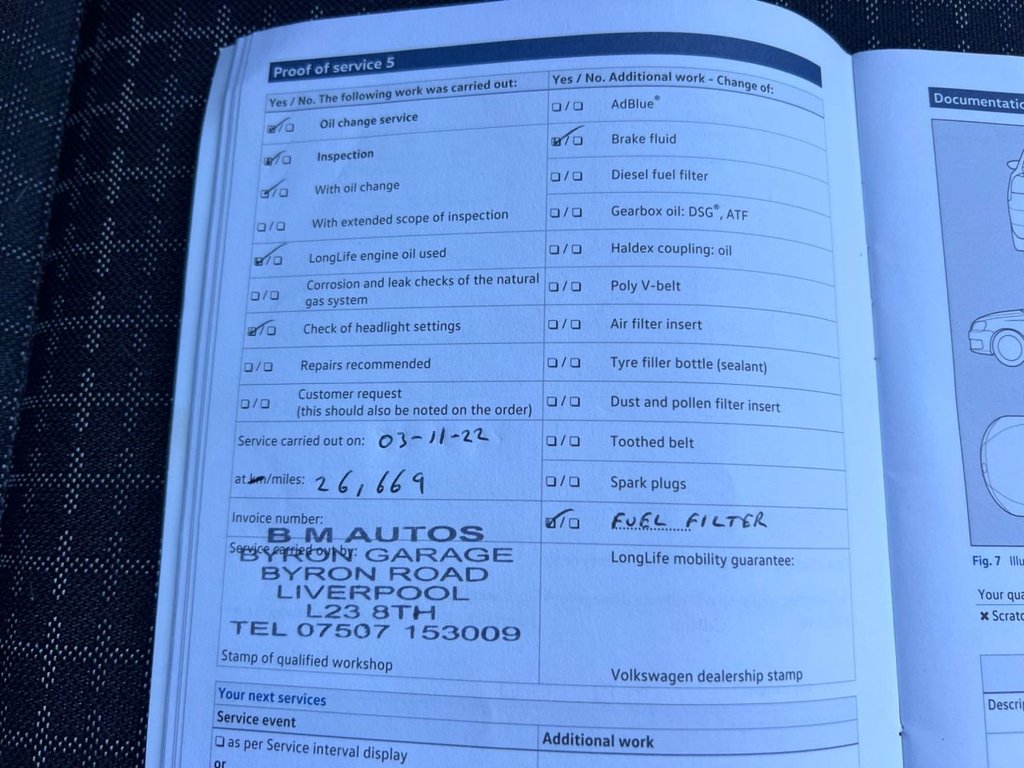 Proof of service 5
Yes / No. The following work was carried out:
☑/☐ Oil change service
☑/☐ Inspection
☑/☐ With oil change
☐/☐ With extended scope of inspection
☑/☐ LongLife engine oil used
☐/☐ Corrosion and leak checks of the natural
gas system
☑/☐ Check of headlight settings
☐/☐ Repairs recommended
☐/☐ Customer request
(this should also be noted on the order)
Service carried out on: 03-11-22
at km/miles: 26,669
Invoice number:
Service carried out by:
B M AUTOS
BYRON GARAGE
BYRON ROAD
LIVERPOOL
L23 8TH
TEL 07507 153009
Stamp of qualified workshop
Yes / No. Additional work - Change of:
☐/☐ AdBlue®
☑/☐ Brake fluid
☐/☐ Diesel fuel filter
☐/☐ Gearbox oil: DSG®, ATF
☐/☐ Haldex coupling: oil
☐/☐ Poly V-belt
☐/☐ Air filter insert
☐/☐ Tyre filler bottle (sealant)
☐/☐ Dust and pollen filter insert
☐/☐ Toothed belt
☐/☐ Spark plugs
☑/☐ FUEL FILTER
LongLife mobility guarantee:
Volkswagen dealership stamp
Your next services
Service event
☐ as per Service interval display
or
Additional work
Fig. 7
Your